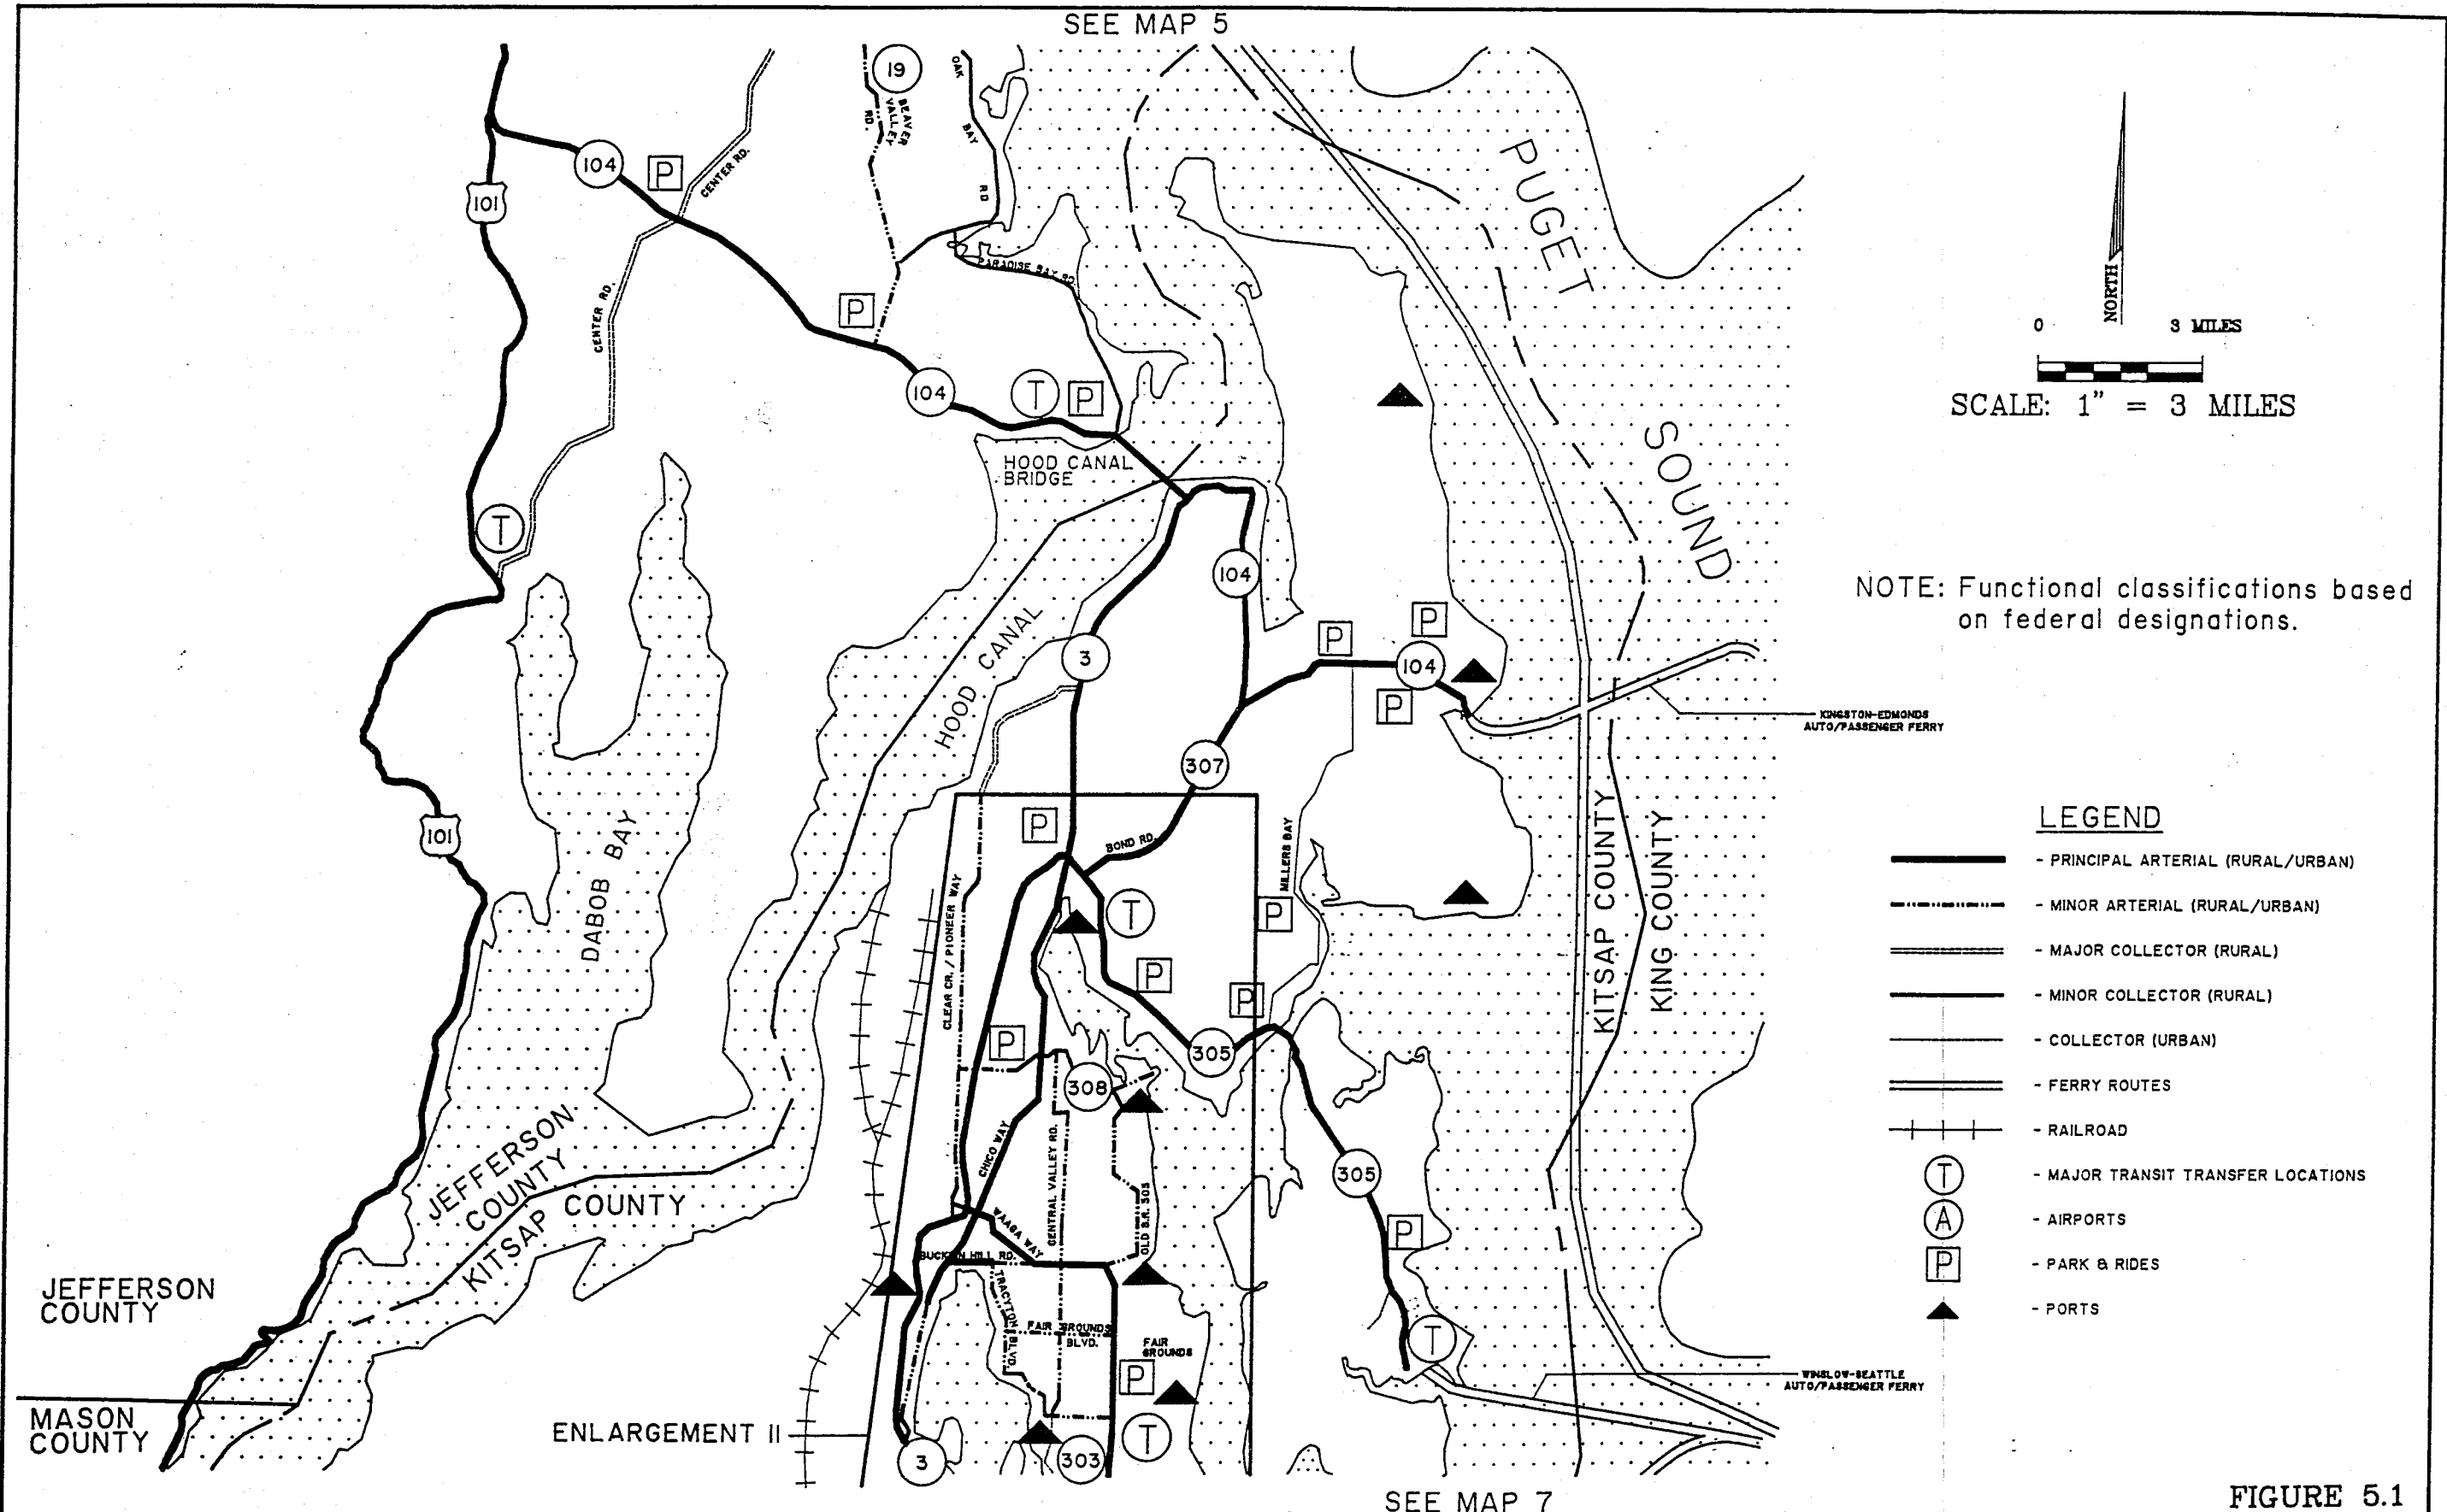 SEE MAP 5
19
BEAVER
VALLEY
RD.
OAK
BAY
RD
104
P
CENTER RD.
101
PUGET
SOUND
NORTH
0 3 MILES
SCALE: 1" = 3 MILES
PARADISE BAY RD
CENTER RD.
P
104
T
P
HOOD CANAL
BRIDGE
T
104
NOTE: Functional classifications based
on federal designations.
HOOD CANAL
3
P
P
104
P
KINGSTON-EDMONDS
AUTO/PASSENGER FERRY
307
101
P
BOND RD.
MILLERS BAY
KITSAP COUNTY
KING COUNTY
DABOB BAY
CLEAR CR. / PIONEER WAY
T
P
P
P
P
305
308
JEFFERSON
COUNTY
KITSAP COUNTY
CHICO WAY
CENTRAL VALLEY RD.
OLD S.R. 303
305
P
WAAGA WAY
BUCKLIN HILL RD.
TRACYTON BLVD.
FAIR GROUNDS
BLVD.
FAIR
GROUNDS
P
T
T
JEFFERSON
COUNTY
MASON
COUNTY
ENLARGEMENT II
3
303
WINSLOW-SEATTLE
AUTO/PASSENGER FERRY
LEGEND
- PRINCIPAL ARTERIAL (RURAL/URBAN)
- MINOR ARTERIAL (RURAL/URBAN)
- MAJOR COLLECTOR (RURAL)
- MINOR COLLECTOR (RURAL)
- COLLECTOR (URBAN)
- FERRY ROUTES
- RAILROAD
T - MAJOR TRANSIT TRANSFER LOCATIONS
A - AIRPORTS
P - PARK & RIDES
- PORTS
SEE MAP 7
FIGURE 5.1